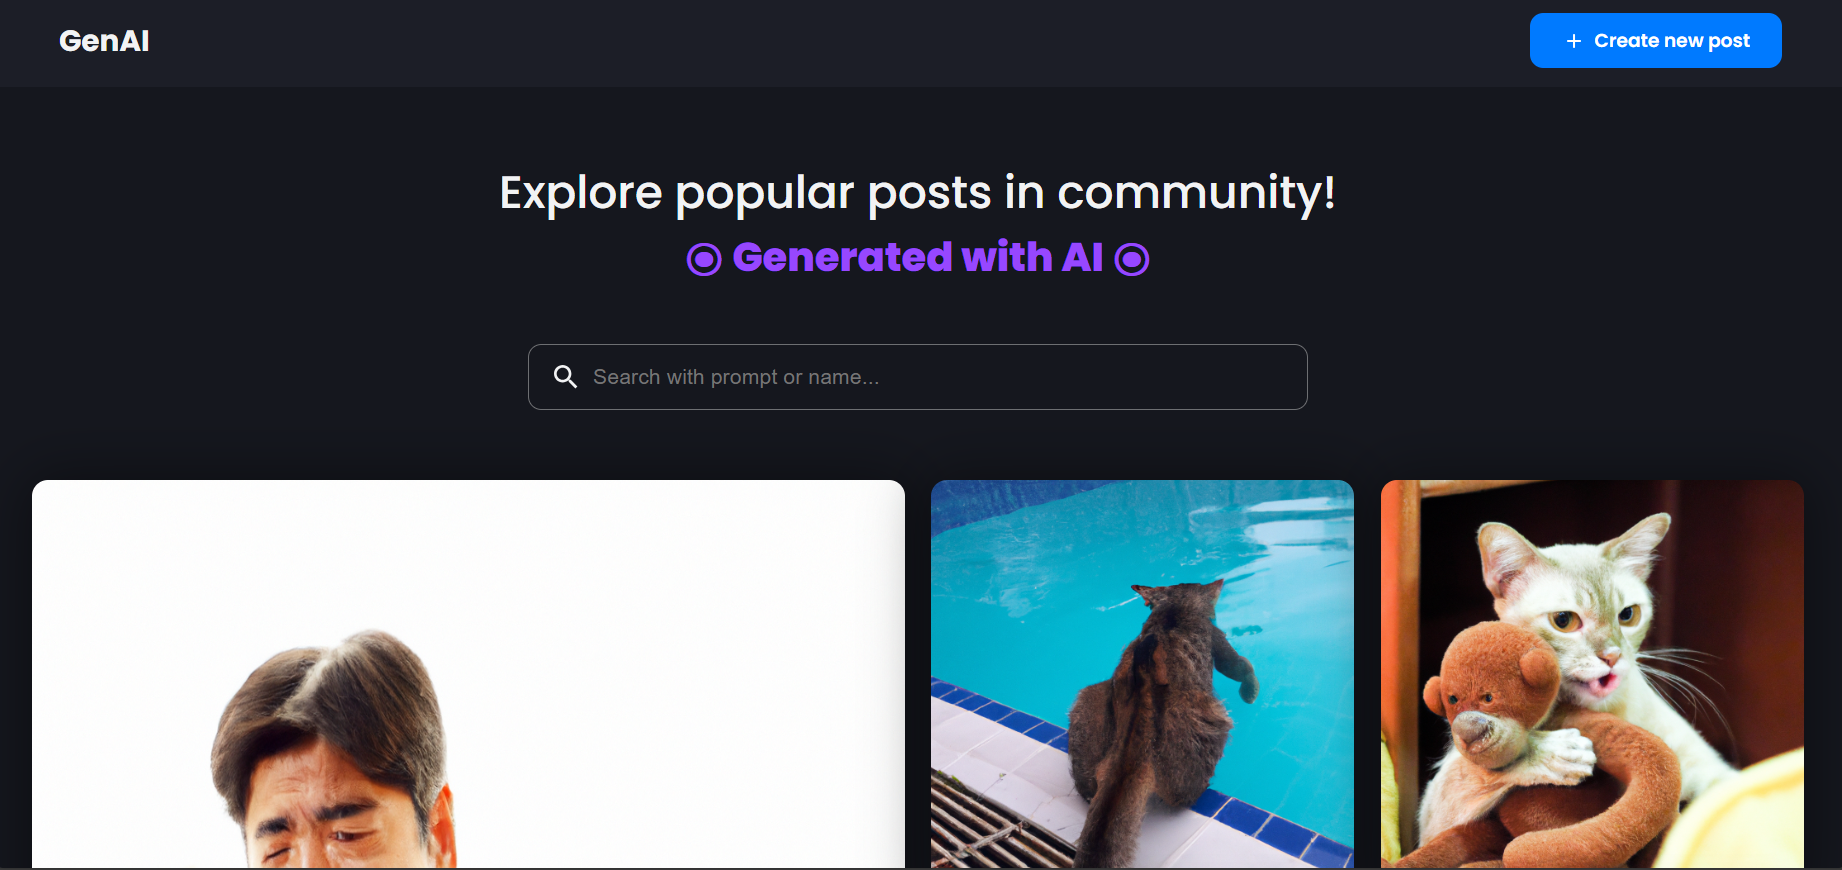 GenAI
+ Create new post
Explore popular posts in community!
⦿ Generated with AI ⦿
Search with prompt or name...